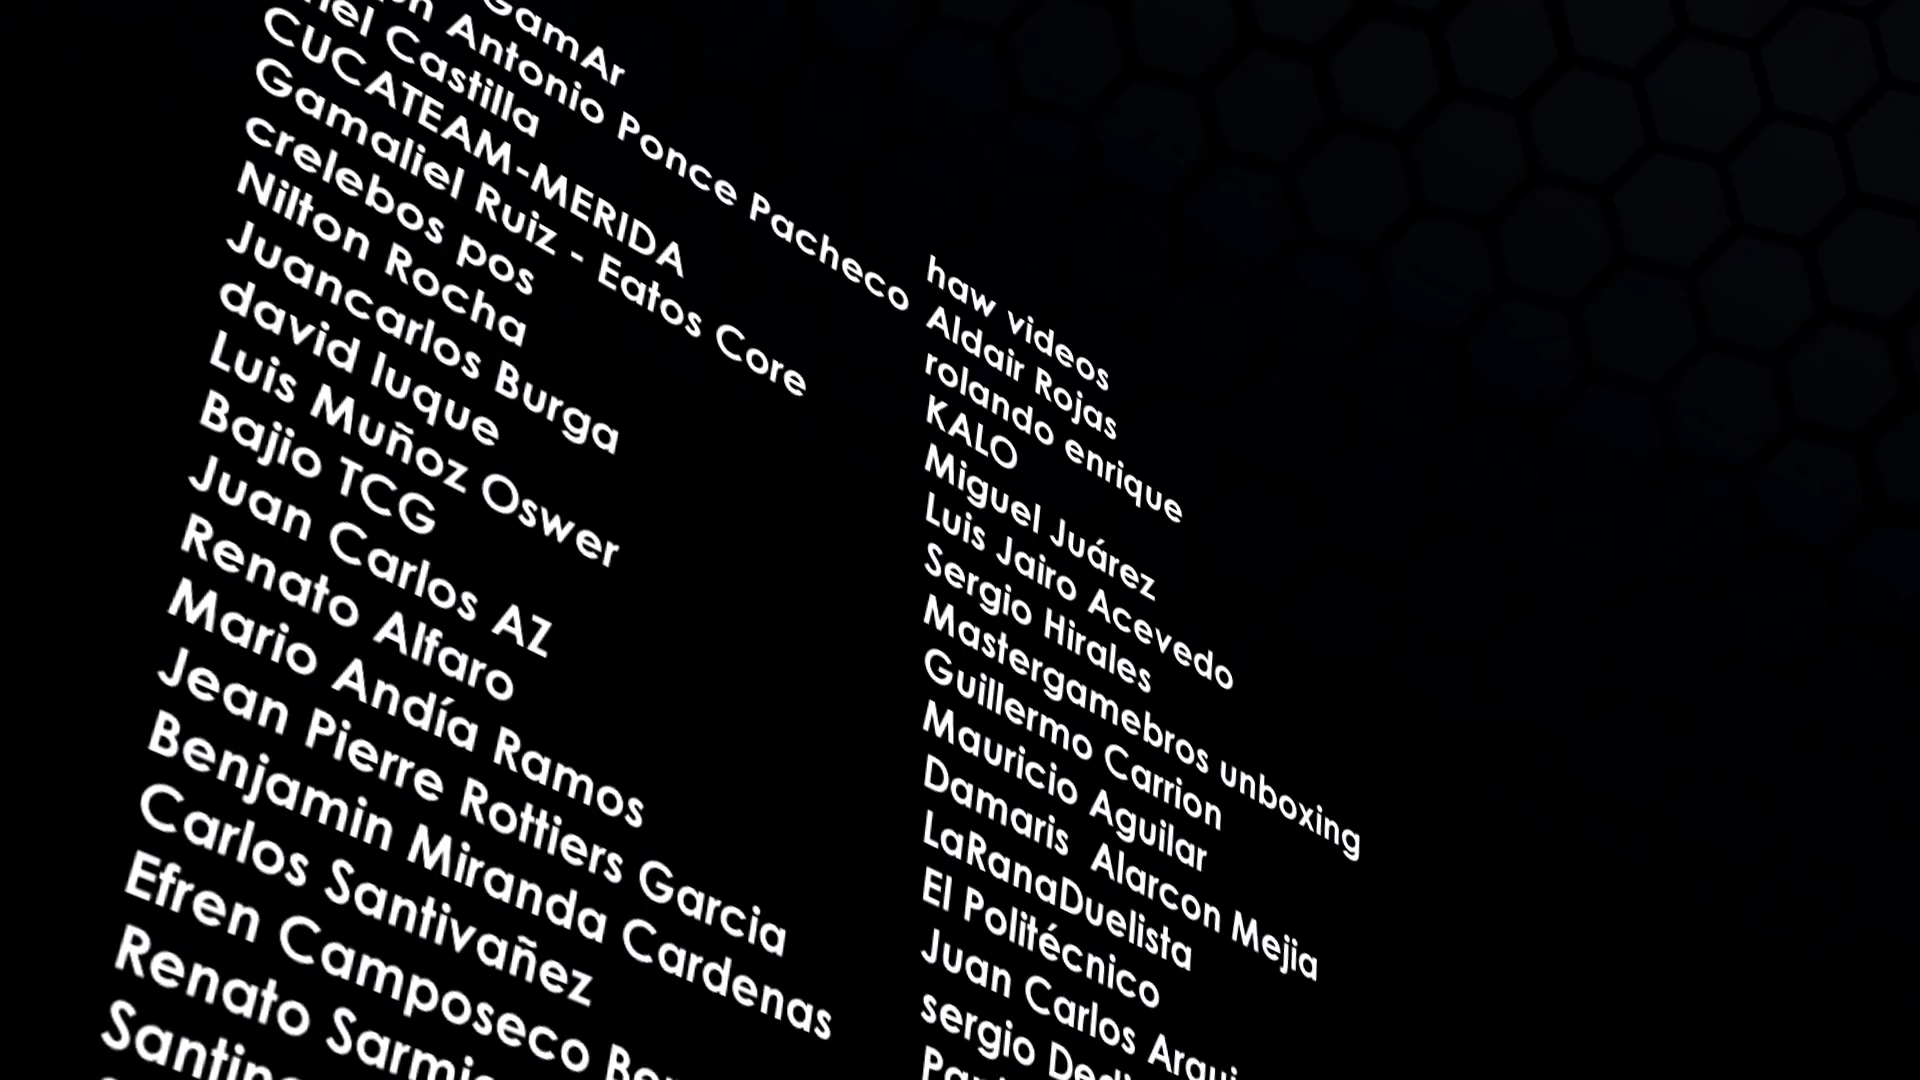 GamAr
Antonio Ponce Pacheco
Castilla
CUCATEAM-MERIDA
Gamaliel Ruiz - Eatos Core
crelebos pos
Nilton Rocha
Juancarlos Burga
david luque
Luis Muñoz Oswer
Bajio TCG
Juan Carlos AZ
Renato Alfaro
Mario Andía Ramos
Jean Pierre Rottiers Garcia
Benjamin Miranda Cardenas
Carlos Santivañez
Efren Camposeco
Renato
haw videos
Aldair Rojas
rolando enrique
KALO
Miguel Juárez
Luis Jairo Acevedo
Sergio Hirales
Mastergamebros unboxing
Guillermo Carrion
Mauricio Aguilar
Damaris Alarcon Mejia
LaRanaDuelista
El Politécnico
Juan Carlos
sergio